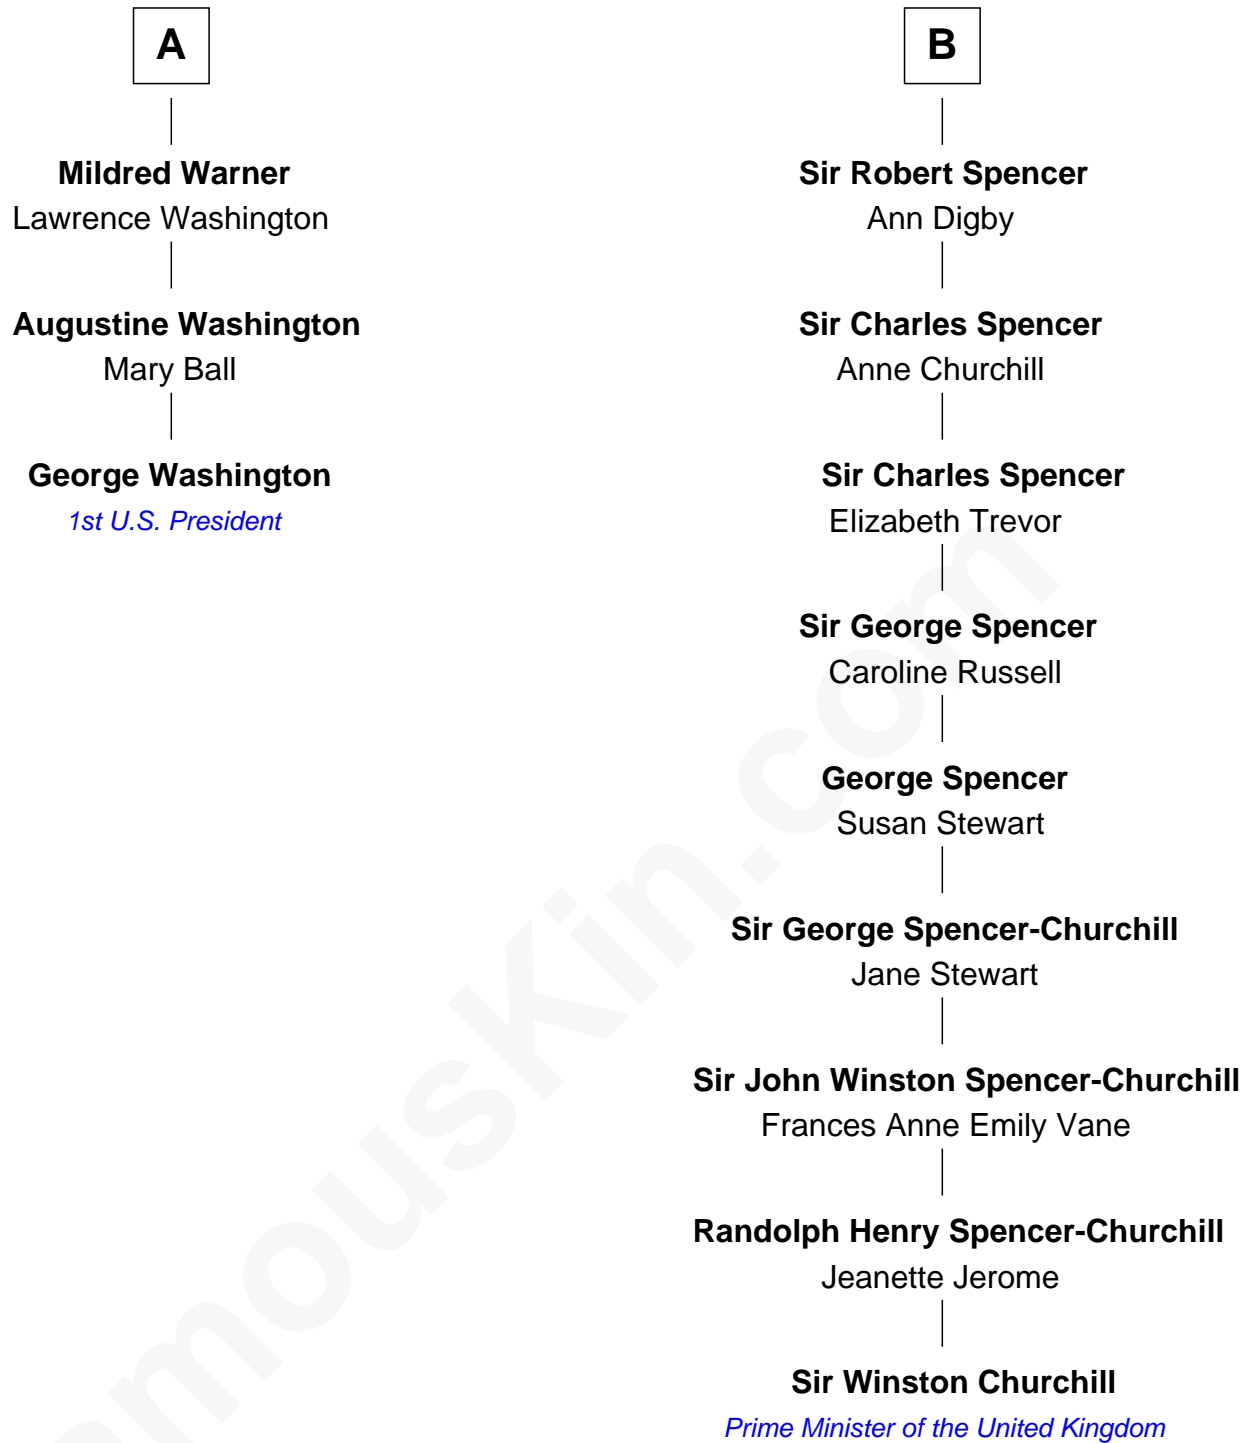 A
Mildred Warner
Lawrence Washington
Augustine Washington
Mary Ball
George Washington
1st U.S. President
B
Sir Robert Spencer
Ann Digby
Sir Charles Spencer
Anne Churchill
Sir Charles Spencer
Elizabeth Trevor
Sir George Spencer
Caroline Russell
George Spencer
Susan Stewart
Sir George Spencer-Churchill
Jane Stewart
Sir John Winston Spencer-Churchill
Frances Anne Emily Vane
Randolph Henry Spencer-Churchill
Jeanette Jerome
Sir Winston Churchill
Prime Minister of the United Kingdom
amousKin.com